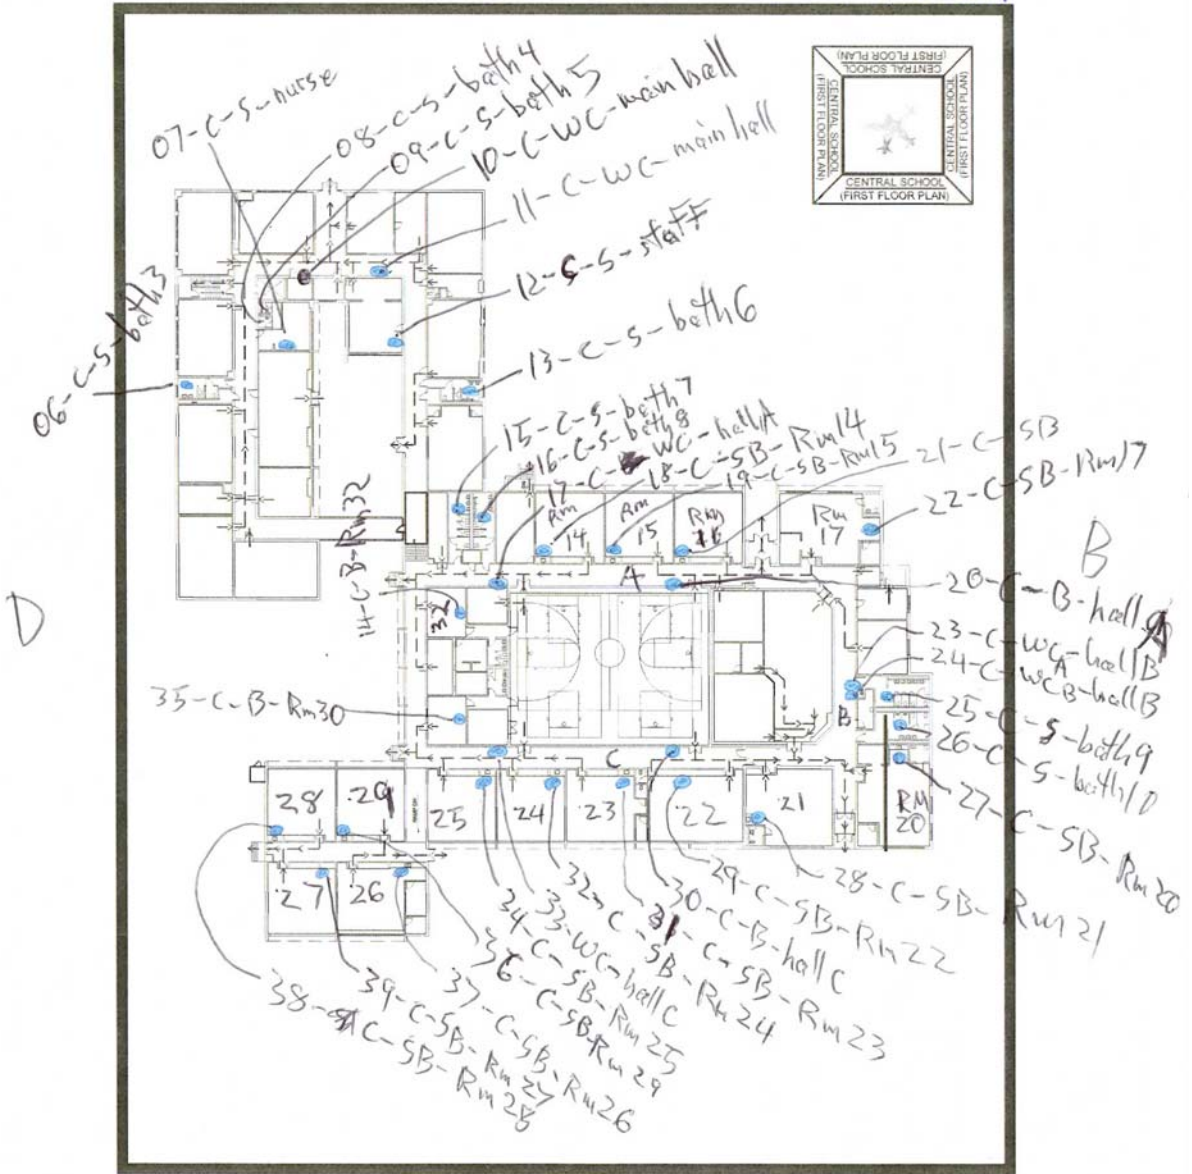 (FIRST FLOOR PLAN)
CENTRAL SCHOOL
CENTRAL SCHOOL
(FIRST FLOOR PLAN)
CENTRAL SCHOOL
(FIRST FLOOR PLAN)
CENTRAL SCHOOL
(FIRST FLOOR PLAN)
07-C-S-nurse
08-C-S-bath4
09-C-S-bath5
10-C-WC-main hall
11-C-WC-main hall
12-C-S-staff
06-C-S-bath3
13-C-S-bath6
15-C-S-bath7
16-C-S-bath8
17-C-WC-hallA
18-C-SB-Rm14
19-C-SB-Rm15
21-C-SB
22-C-SB-Rm17
Rm
14
Rm
15
Rm
16
Rm
17
B
D
A
14-C-B-Rm32
m32
20-C-B-hall A
23-C-WC-hallB
A
24-C-WCB-hallB
25-C-S-bath9
26-C-S-bath10
27-C-SB-Rm20
35-C-B-Rm30
B
C
28
29
25
24
23
22
21
RM
20
27
26
28-C-SB-Rm21
29-C-SB-Rm22
30-C-B-hall C
31-C-SB-Rm23
32-C-SB-Rm24
33-WC-hall C
34-C-SB-Rm25
36-C-SB-Rm29
37-C-SB-Rm26
39-C-SB-Rm27
38-C-SB-Rm28